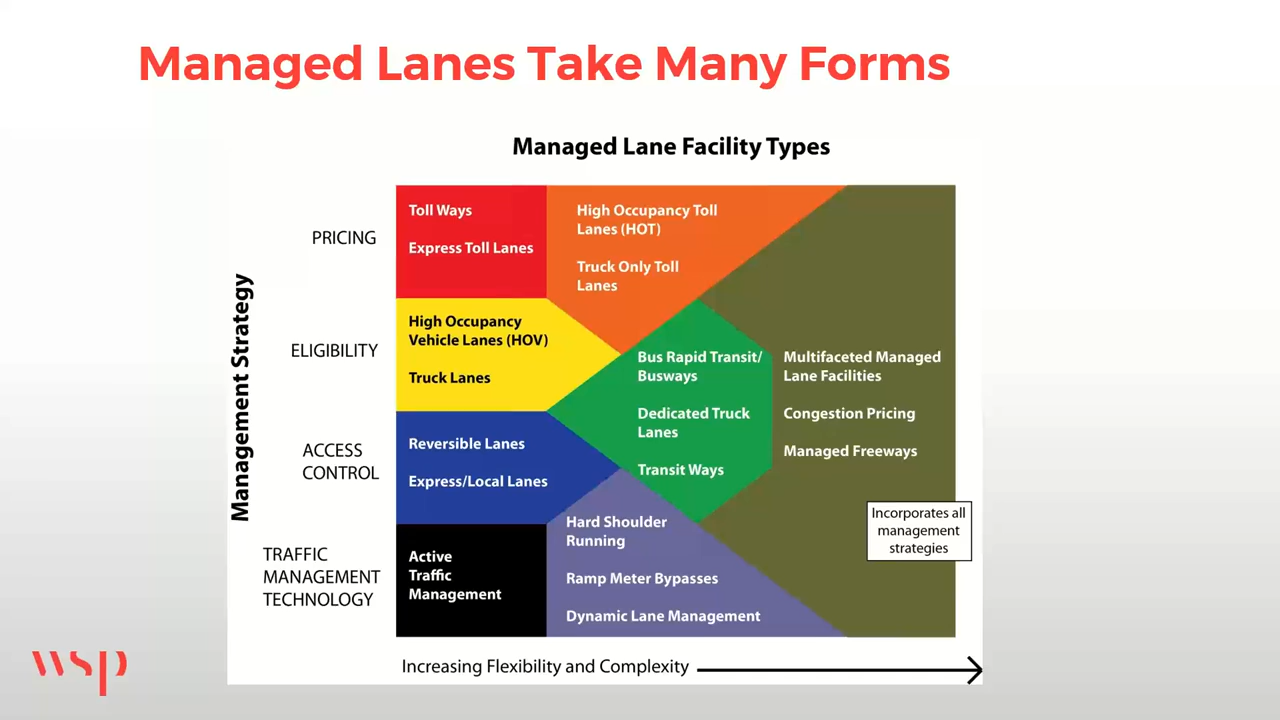 Managed Lanes Take Many Forms
Managed Lane Facility Types
Management Strategy
PRICING
Toll Ways
Express Toll Lanes
High Occupancy Toll
Lanes (HOT)
Truck Only Toll
Lanes
ELIGIBILITY
High Occupancy
Vehicle Lanes (HOV)
Truck Lanes
Bus Rapid Transit/
Busways
Dedicated Truck
Lanes
Transit Ways
Multifaceted Managed
Lane Facilities
Congestion Pricing
Managed Freeways
ACCESS
CONTROL
Reversible Lanes
Express/Local Lanes
Incorporates all
management
strategies
TRAFFIC
MANAGEMENT
TECHNOLOGY
Active
Traffic
Management
Hard Shoulder
Running
Ramp Meter Bypasses
Dynamic Lane Management
Increasing Flexibility and Complexity
wsp